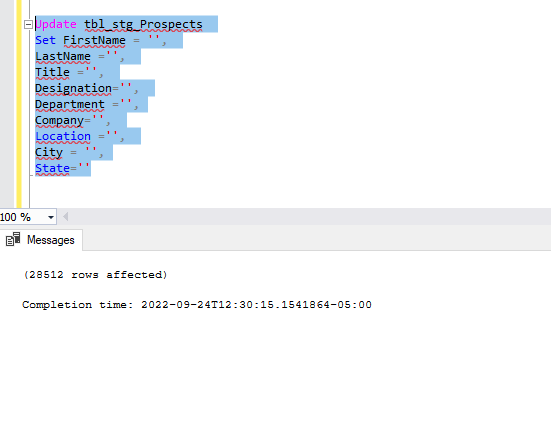 Update tbl_stg_Prospects
Set FirstName = '',
LastName ='',
Title ='',
Designation='',
Department ='',
Company='',
Location ='',
City = '',
State=''
100 %
Messages
(28512 rows affected)
Completion time: 2022-09-24T12:30:15.1541864-05:00